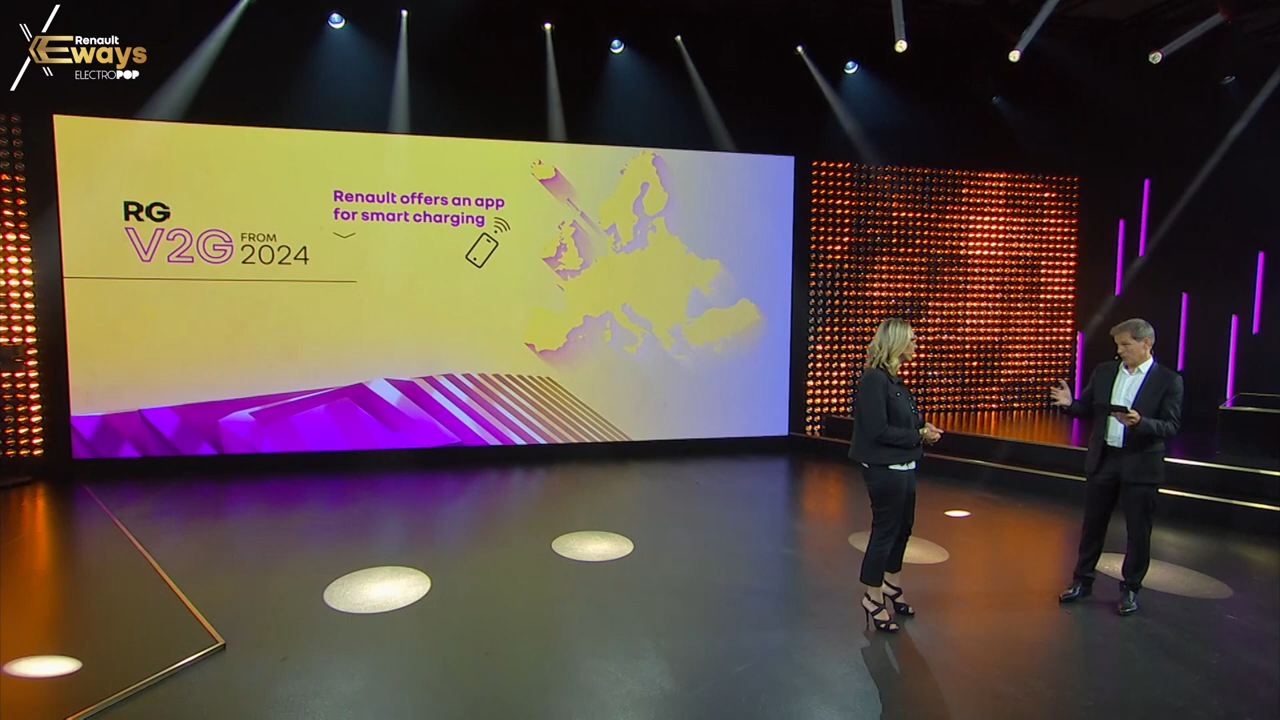 Renault
Eways
ELECTROPOP
RG
V2G FROM 2024
Renault offers an app
for smart charging